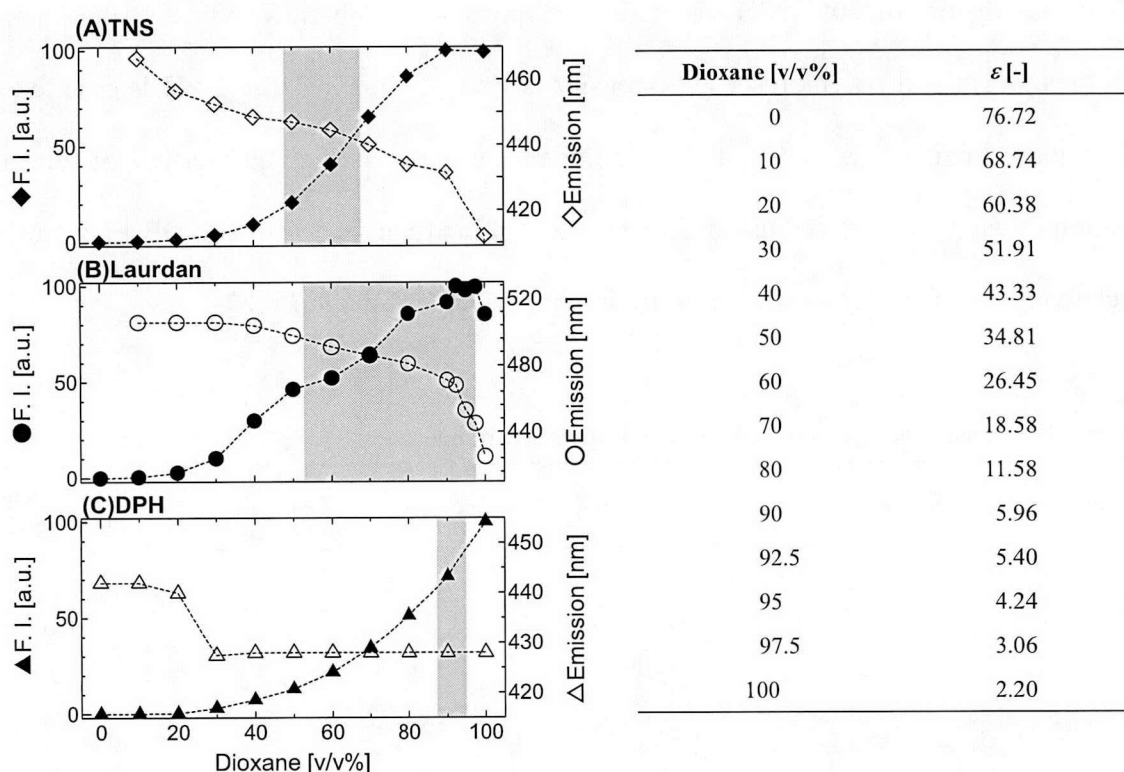 (A)TNS
100
50
0
◆ F. I. [a.u.]
460
440
420
◇Emission [nm]
(B)Laurdan
100
50
0
● F. I. [a.u.]
520
480
440
○Emission [nm]
(C)DPH
100
50
0
▲F. I. [a.u.]
450
440
430
420
△Emission [nm]
0 20 40 60 80 100
Dioxane [v/v%]
Dioxane [v/v%] ε [-]
0 76.72
10 68.74
20 60.38
30 51.91
40 43.33
50 34.81
60 26.45
70 18.58
80 11.58
90 5.96
92.5 5.40
95 4.24
97.5 3.06
100 2.20